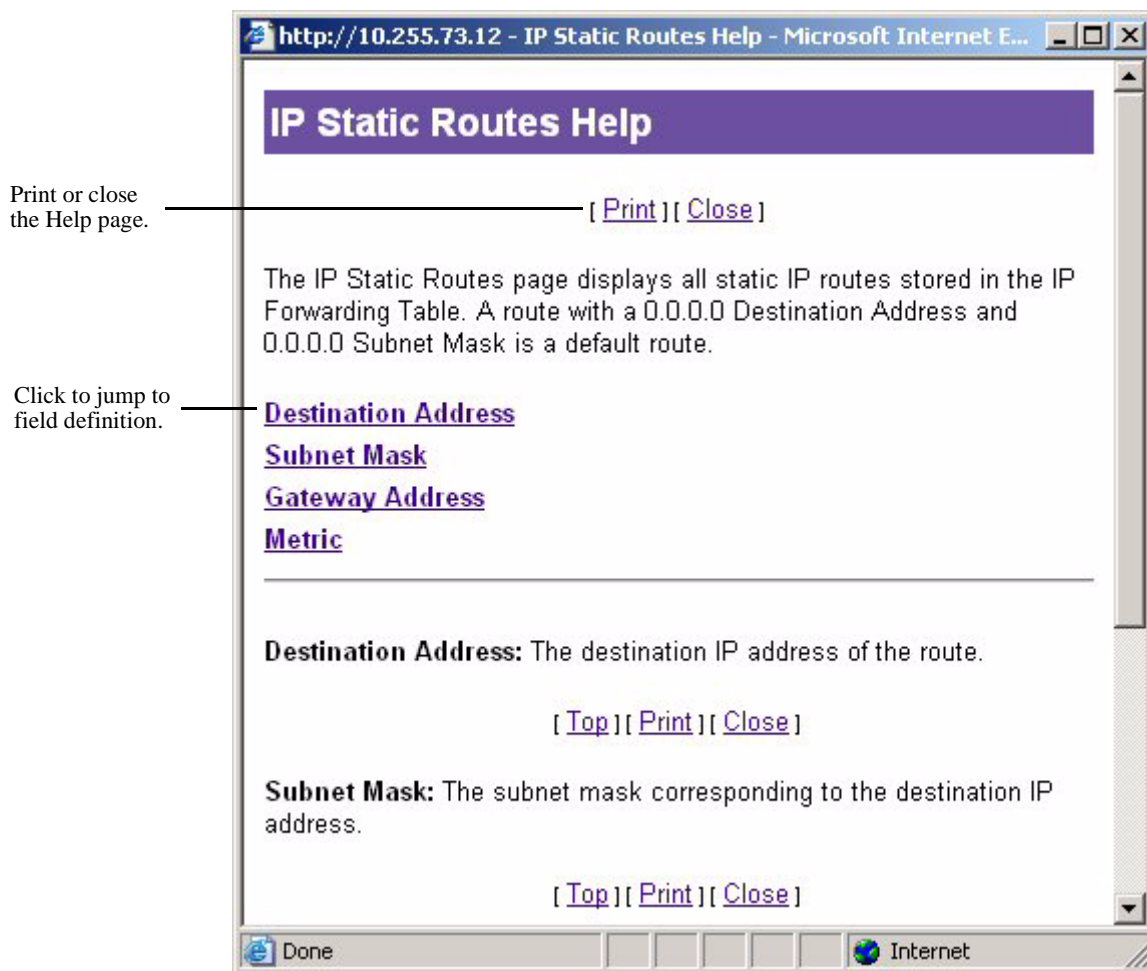 http://10.255.73.12 - IP Static Routes Help - Microsoft Internet E...
IP Static Routes Help
Print or close
the Help page.
[ Print ] [ Close ]
The IP Static Routes page displays all static IP routes stored in the IP
Forwarding Table. A route with a 0.0.0.0 Destination Address and
0.0.0.0 Subnet Mask is a default route.
Click to jump to
field definition.
Destination Address
Subnet Mask
Gateway Address
Metric
Destination Address: The destination IP address of the route.
[ Top ] [ Print ] [ Close ]
Subnet Mask: The subnet mask corresponding to the destination IP
address.
[ Top ] [ Print ] [ Close ]
Done
Internet